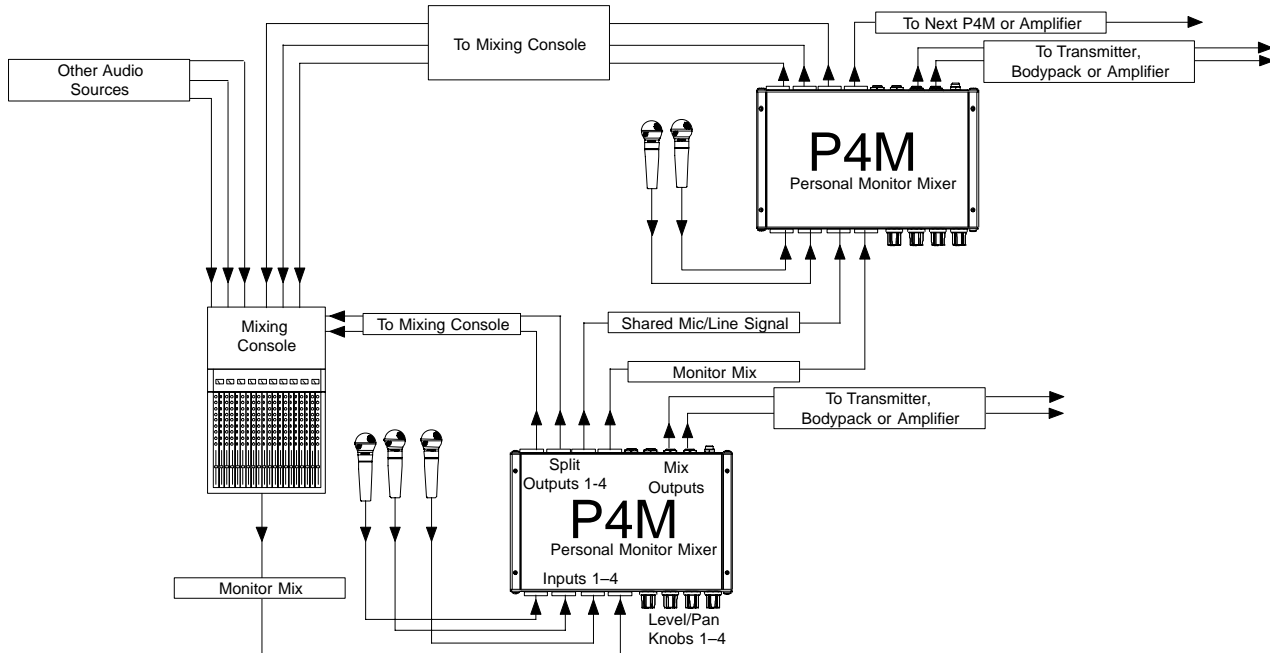 To Next P4M or Amplifier
To Mixing Console
To Transmitter,
Bodypack or Amplifier
Other Audio
Sources
P4M
Personal Monitor Mixer
Mixing
Console
To Mixing Console
Shared Mic/Line Signal
Monitor Mix
To Transmitter,
Bodypack or Amplifier
Split
Outputs 1-4
Mix
Outputs
P4M
Personal Monitor Mixer
Inputs 1–4
Monitor Mix
Level/Pan
Knobs 1–4